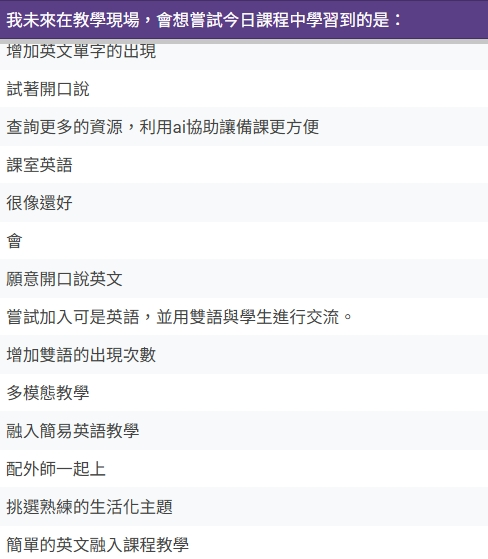 我未來在教學現場，會想嘗試今日課程中學習到的是：
增加英文單字的出現
試著開口說
查詢更多的資源，利用ai協助讓備課更方便
課室英語
很像還好
會
願意開口說英文
嘗試加入可是英語，並用雙語與學生進行交流。
增加雙語的出現次數
多模態教學
融入簡易英語教學
配外師一起上
挑選熟練的生活化主題
簡單的英文融入課程教學